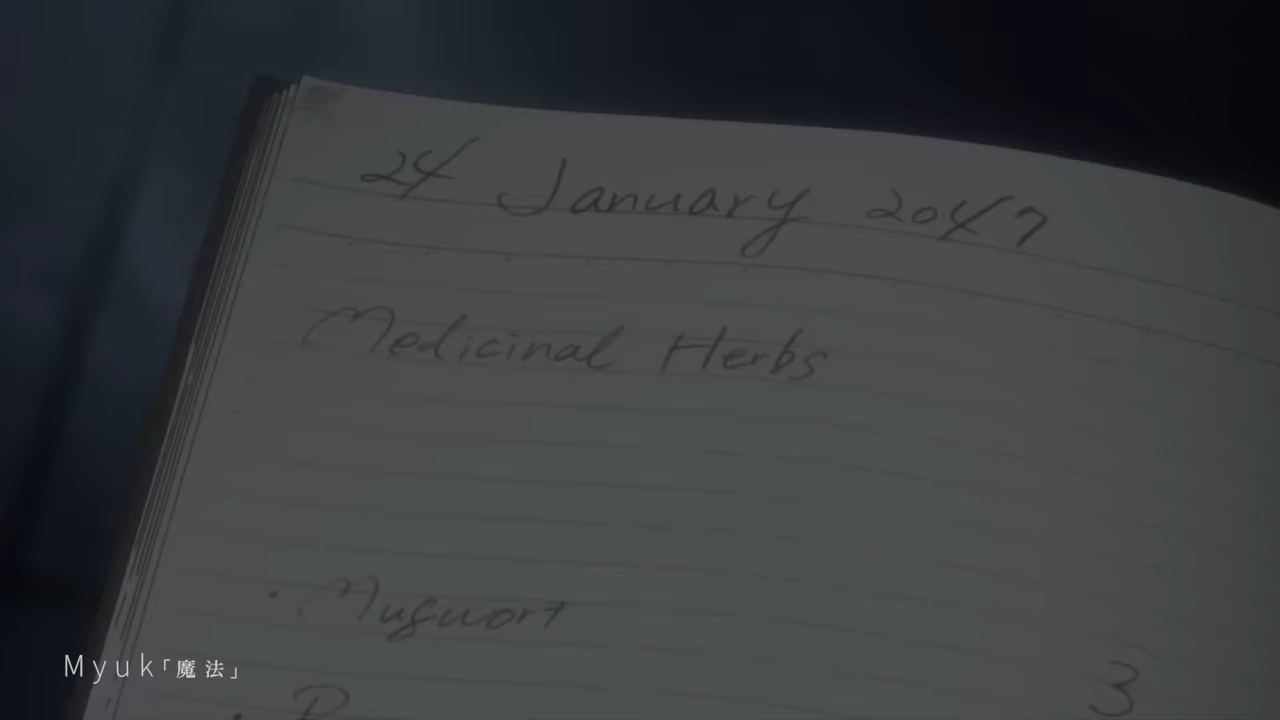 24 January 2047
Medicinal Herbs
· Mugwort
3
Myuk「魔法」